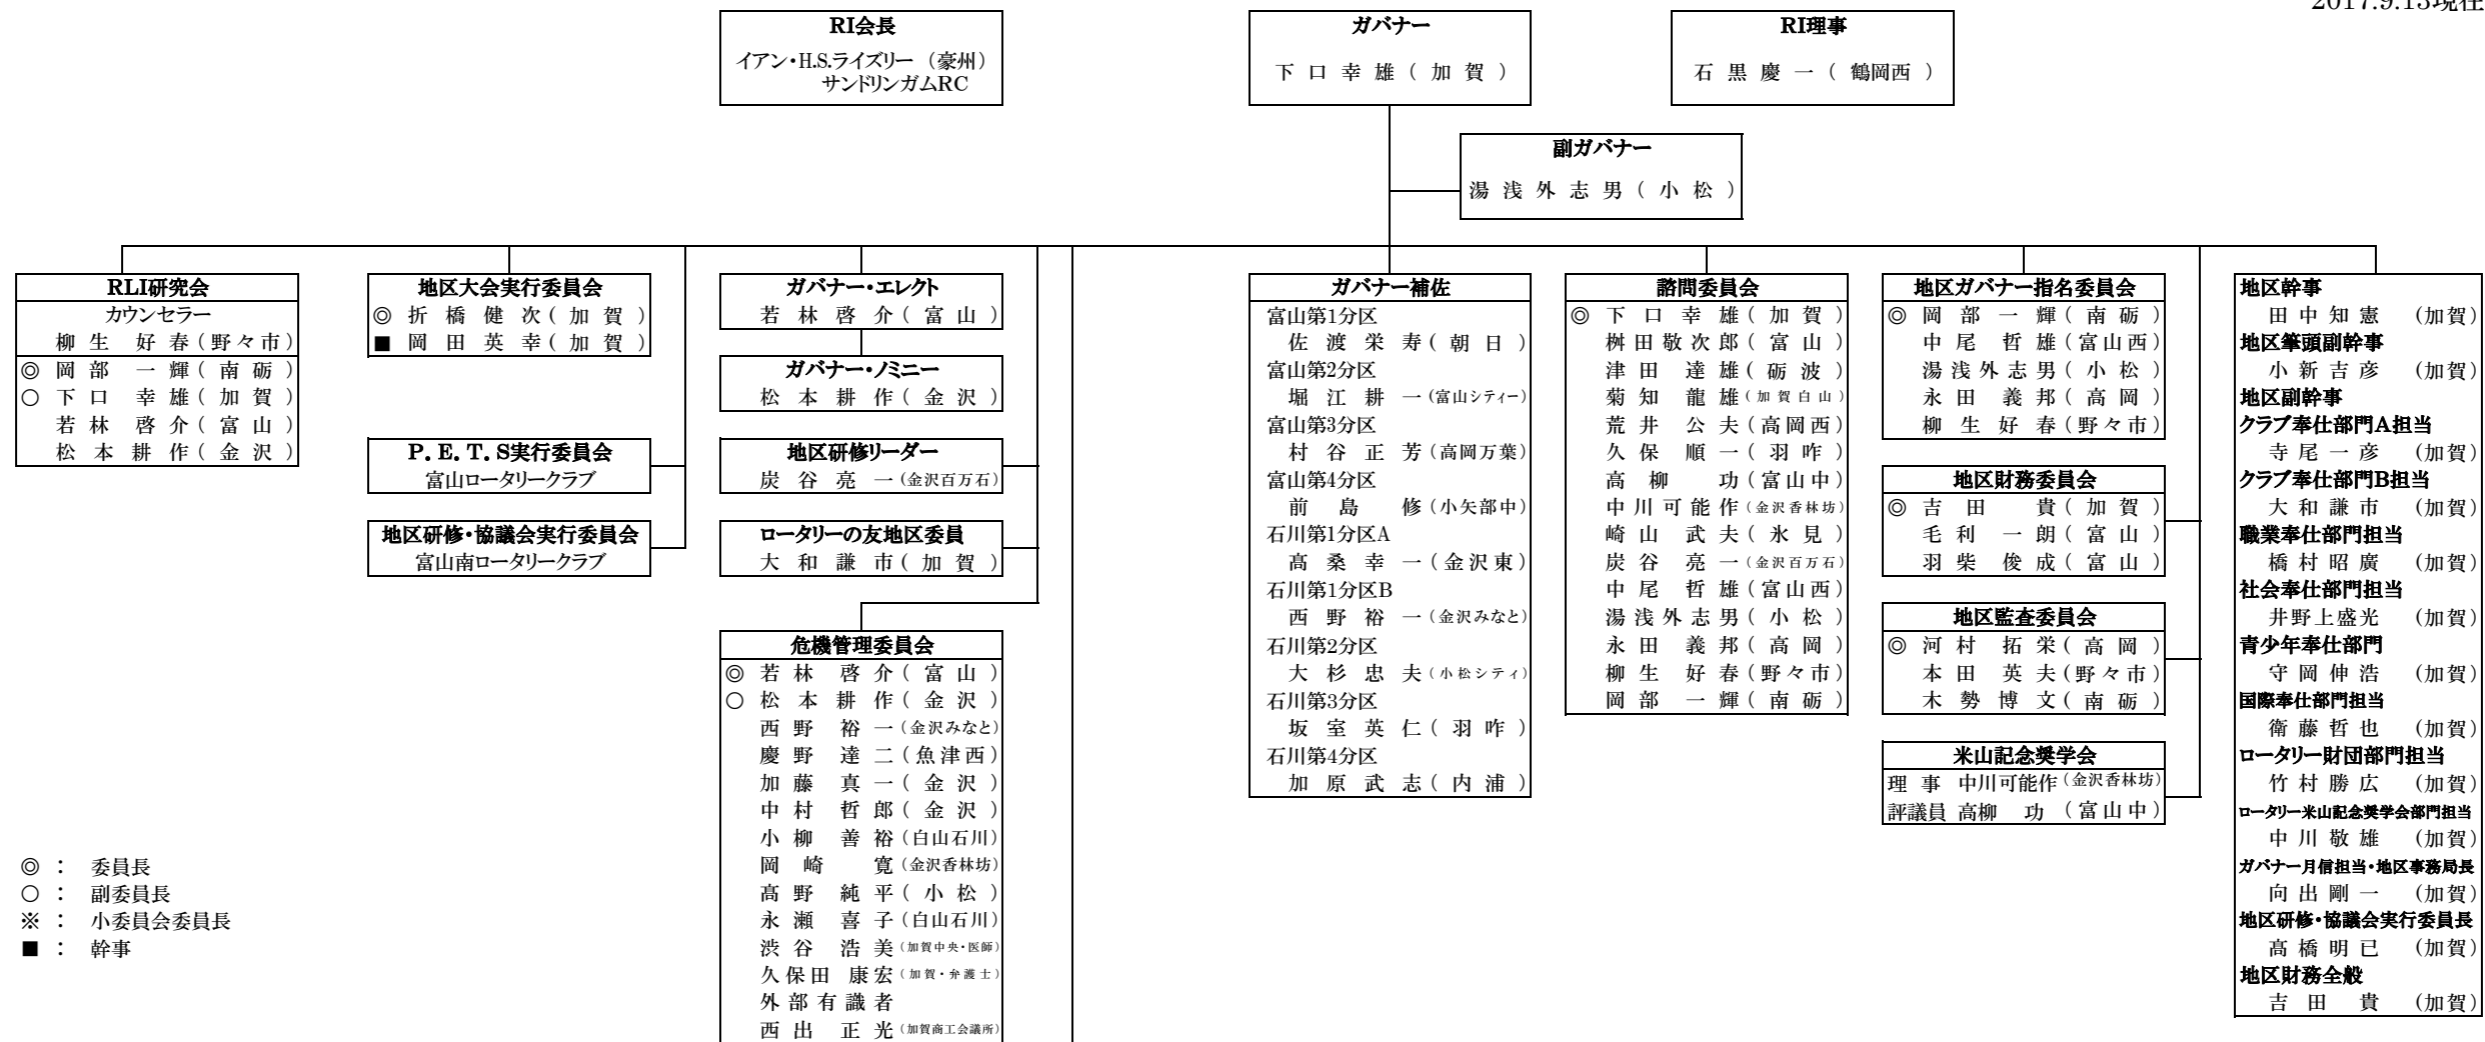 2017.9.13現在
RI会長
イアン・H.S.ライズリー（豪州）
サンドリンガムRC
ガバナー
下口幸雄（加賀）
RI理事
石黒慶一（鶴岡西）
副ガバナー
湯浅外志男（小松）
RLI研究会
カウンセラー
柳生好春（野々市）
◎ 岡部一輝（南砺）
○ 下口幸雄（加賀）
若林啓介（富山）
松本耕作（金沢）
地区大会実行委員会
◎ 折橋健次（加賀）
■ 岡田英幸（加賀）
P．E．T．S実行委員会
富山ロータリークラブ
地区研修・協議会実行委員会
富山南ロータリークラブ
ガバナー・エレクト
若林啓介（富山）
ガバナー・ノミニー
松本耕作（金沢）
地区研修リーダー
炭谷亮一（金沢百万石）
ロータリーの友地区委員
大和謙市（加賀）
危機管理委員会
◎ 若林啓介（富山）
○ 松本耕作（金沢）
西野裕一（金沢みなと）
慶野達二（魚津西）
加藤真一（金沢）
中村哲郎（金沢）
小柳善裕（白山石川）
岡崎寛（金沢香林坊）
高野純平（小松）
永瀬喜子（白山石川）
渋谷浩美（加賀中央・医師）
久保田康宏（加賀・弁護士）
外部有識者
西出正光（加賀商工会議所）
ガバナー補佐
富山第1分区
佐渡栄寿（朝日）
富山第2分区
堀江耕一（富山シティー）
富山第3分区
村谷正芳（高岡万葉）
富山第4分区
前島修（小矢部中）
石川第1分区A
高桑幸一（金沢東）
石川第1分区B
西野裕一（金沢みなと）
石川第2分区
大杉忠夫（小松シティ）
石川第3分区
坂室英仁（羽咋）
石川第4分区
加原武志（内浦）
諮問委員会
◎ 下口幸雄（加賀）
桝田敬次郎（富山）
津田達雄（砺波）
菊知龍雄（加賀白山）
荒井公夫（高岡西）
久保順一（羽咋）
高柳功（富山中）
中川可能作（金沢香林坊）
崎山武夫（氷見）
炭谷亮一（金沢百万石）
中尾哲雄（富山西）
湯浅外志男（小松）
永田義邦（高岡）
柳生好春（野々市）
岡部一輝（南砺）
地区ガバナー指名委員会
◎ 岡部一輝（南砺）
中尾哲雄（富山西）
湯浅外志男（小松）
永田義邦（高岡）
柳生好春（野々市）
地区財務委員会
◎ 吉田貴（加賀）
毛利一朗（富山）
羽柴俊成（富山）
地区監査委員会
◎ 河村拓栄（高岡）
本田英夫（野々市）
木勢博文（南砺）
米山記念奨学会
理事 中川可能作（金沢香林坊）
評議員 高柳功（富山中）
地区幹事
田中知憲（加賀）
地区筆頭副幹事
小新吉彦（加賀）
地区副幹事
クラブ奉仕部門A担当
寺尾一彦（加賀）
クラブ奉仕部門B担当
大和謙市（加賀）
職業奉仕部門担当
橋村昭廣（加賀）
社会奉仕部門担当
井野上盛光（加賀）
青少年奉仕部門
守岡伸浩（加賀）
国際奉仕部門担当
衛藤哲也（加賀）
ロータリー財団部門担当
竹村勝広（加賀）
ロータリー米山記念奨学会部門担当
中川敬雄（加賀）
ガバナー月信担当・地区事務局長
向出剛一（加賀）
地区研修・協議会実行委員長
高橋明已（加賀）
地区財務全般
吉田貴（加賀）
◎ ： 委員長
○ ： 副委員長
※ ： 小委員会委員長
■ ： 幹事